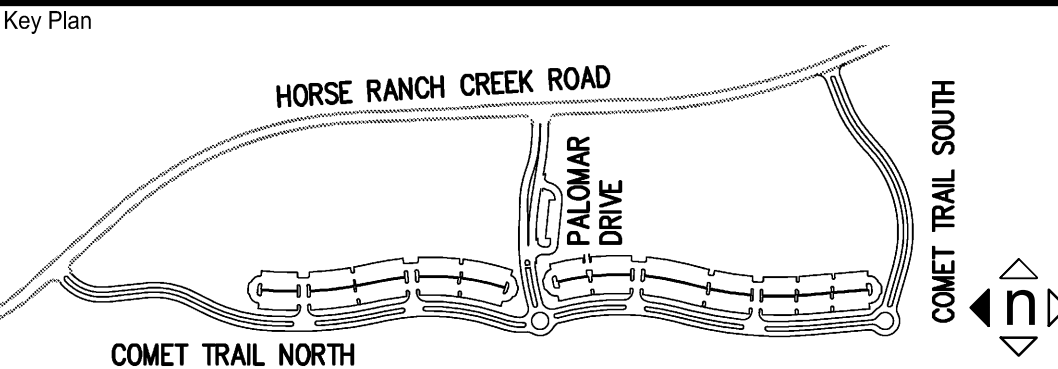 Key Plan
HORSE RANCH CREEK ROAD
PALOMAR
DRIVE
COMET TRAIL SOUTH
n
COMET TRAIL NORTH